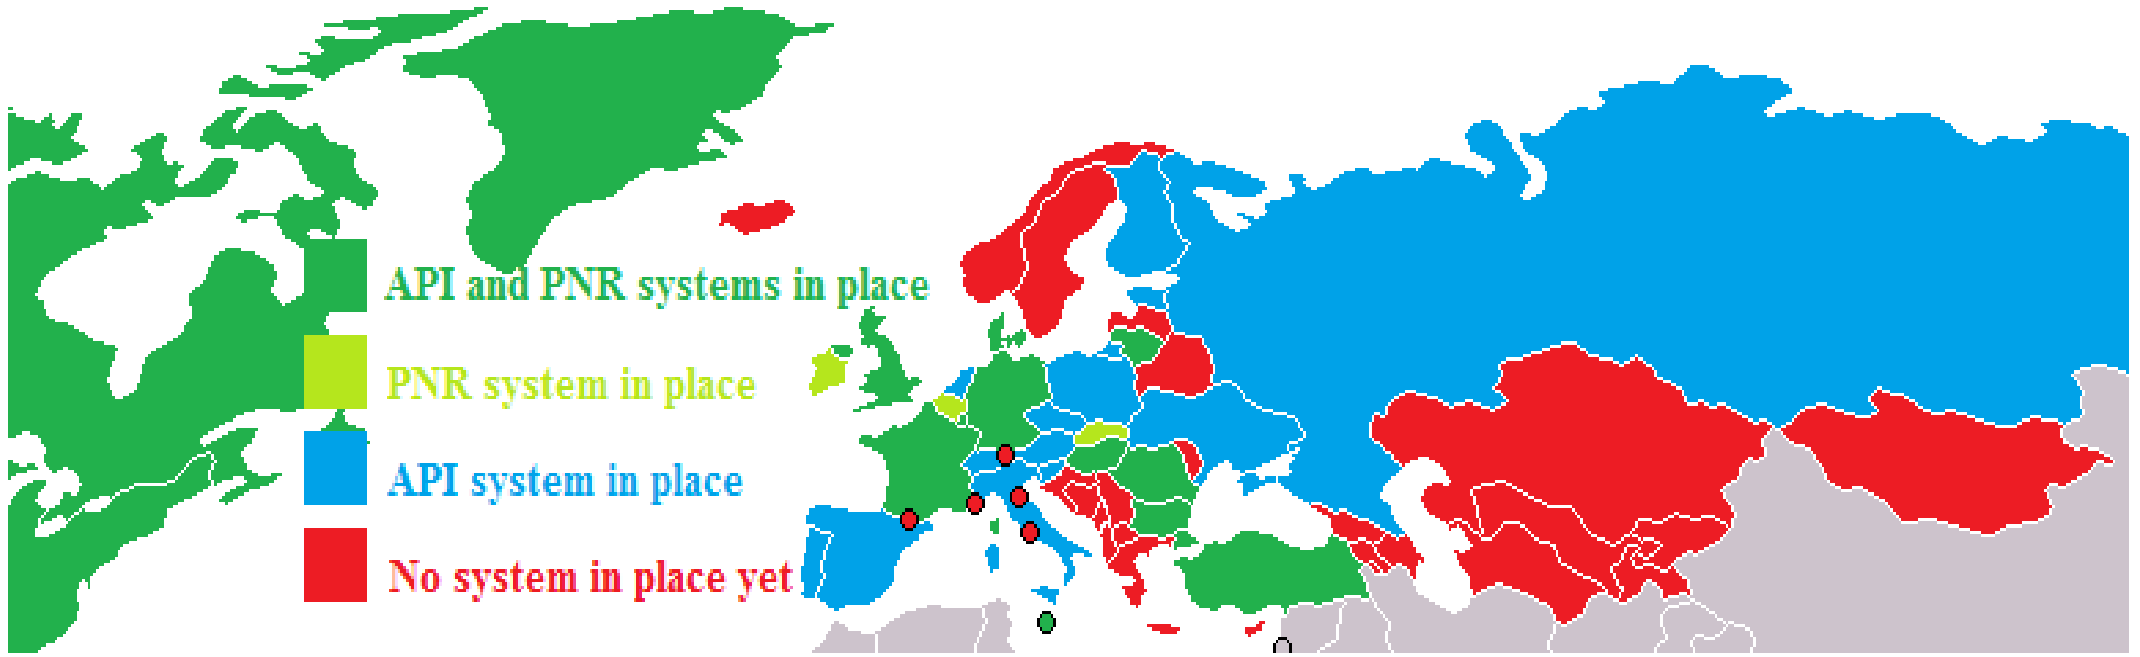 API and PNR systems in place
PNR system in place
API system in place
No system in place yet